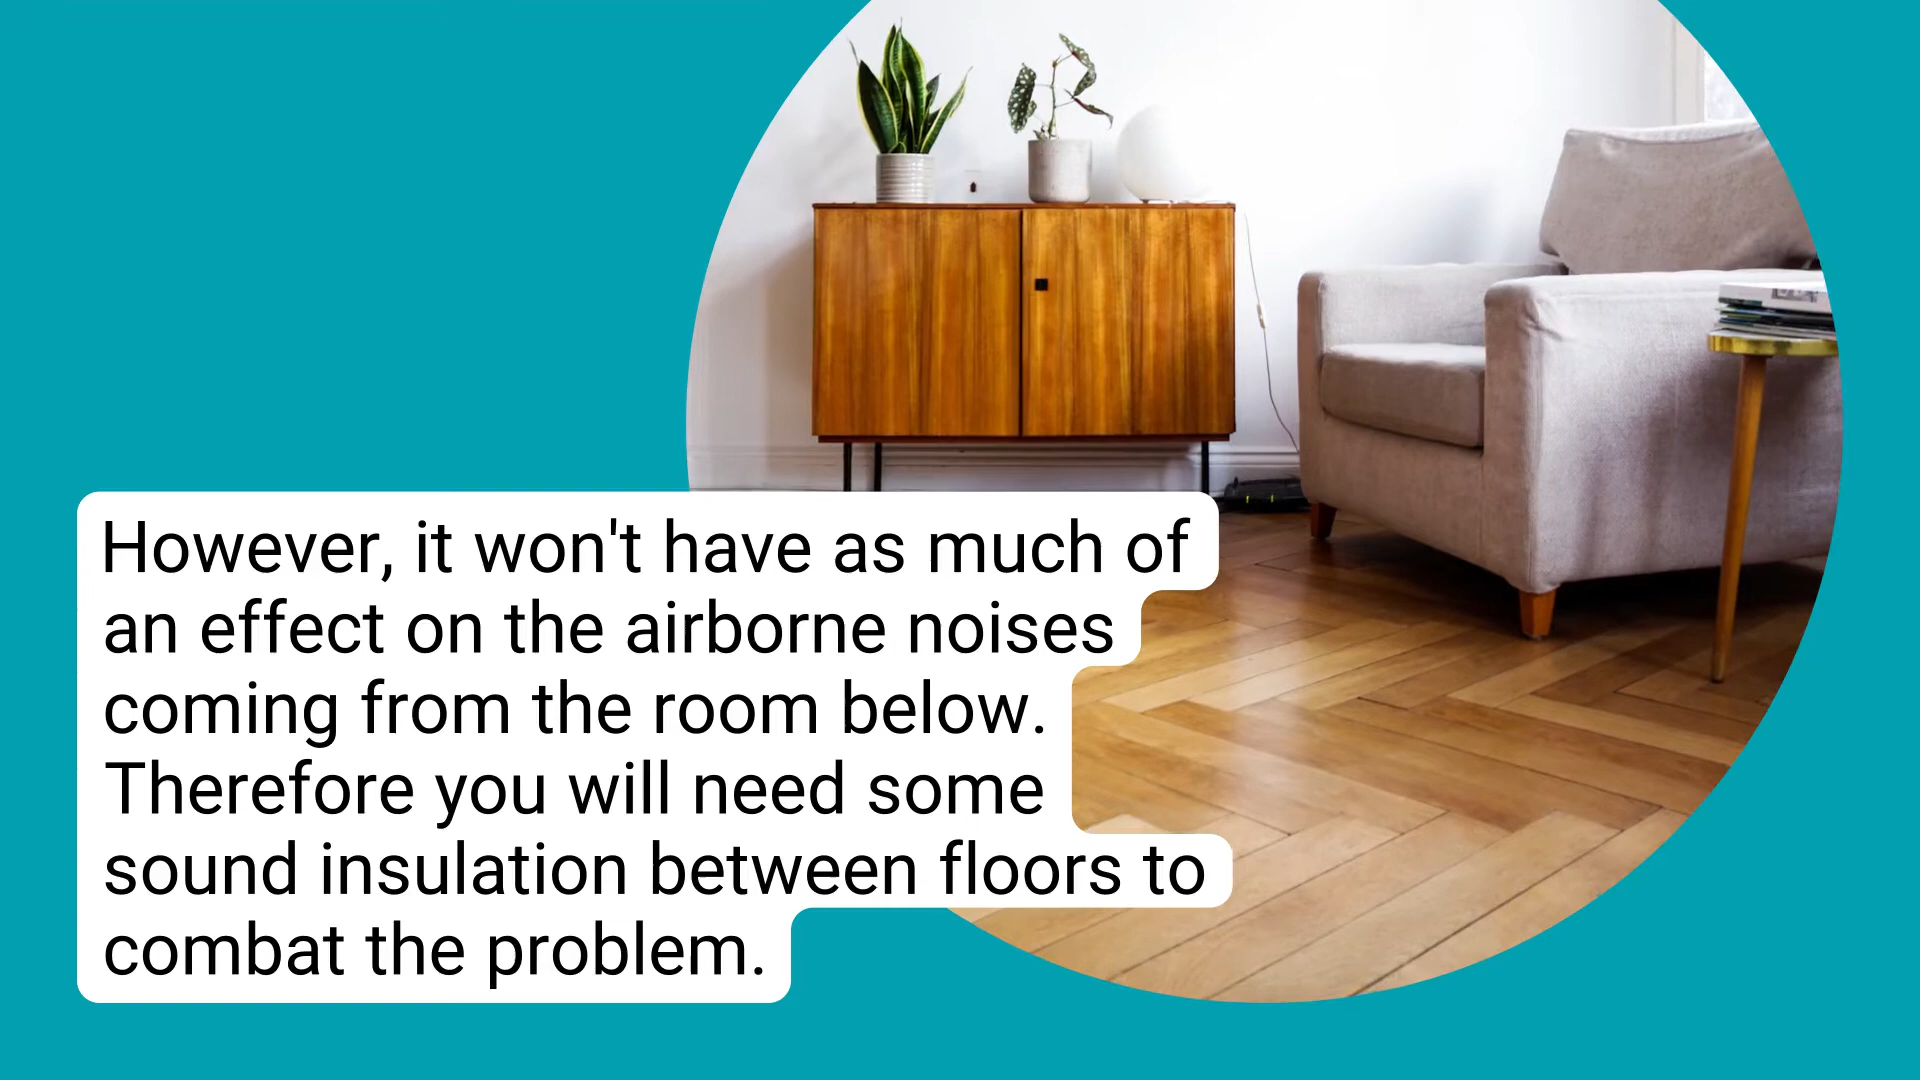 However, it won't have as much of
an effect on the airborne noises
coming from the room below.
Therefore you will need some
sound insulation between floors to
combat the problem.